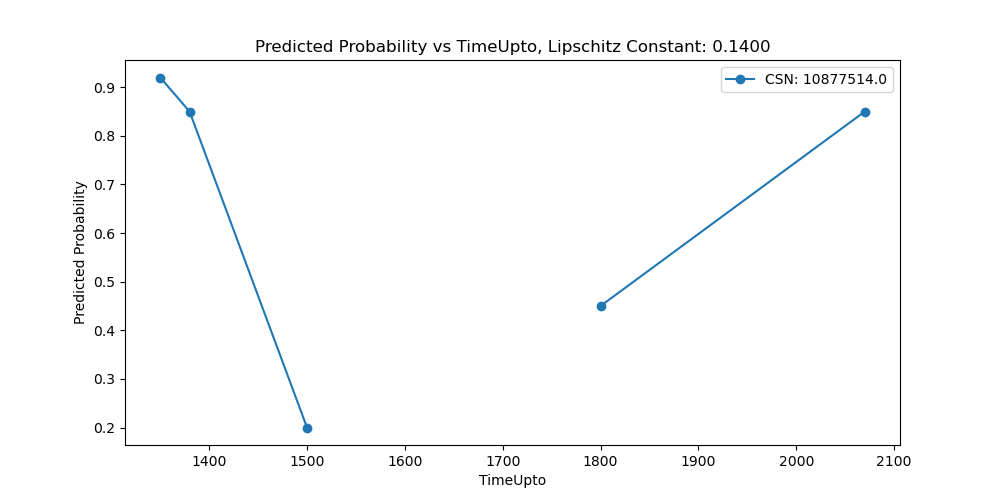 Predicted Probability vs TimeUpto, Lipschitz Constant: 0.1400
CSN: 10877514.0
Predicted Probability
0.9
0.8
0.7
0.6
0.5
0.4
0.3
0.2
1400 1500 1600 1700 1800 1900 2000 2100
TimeUpto